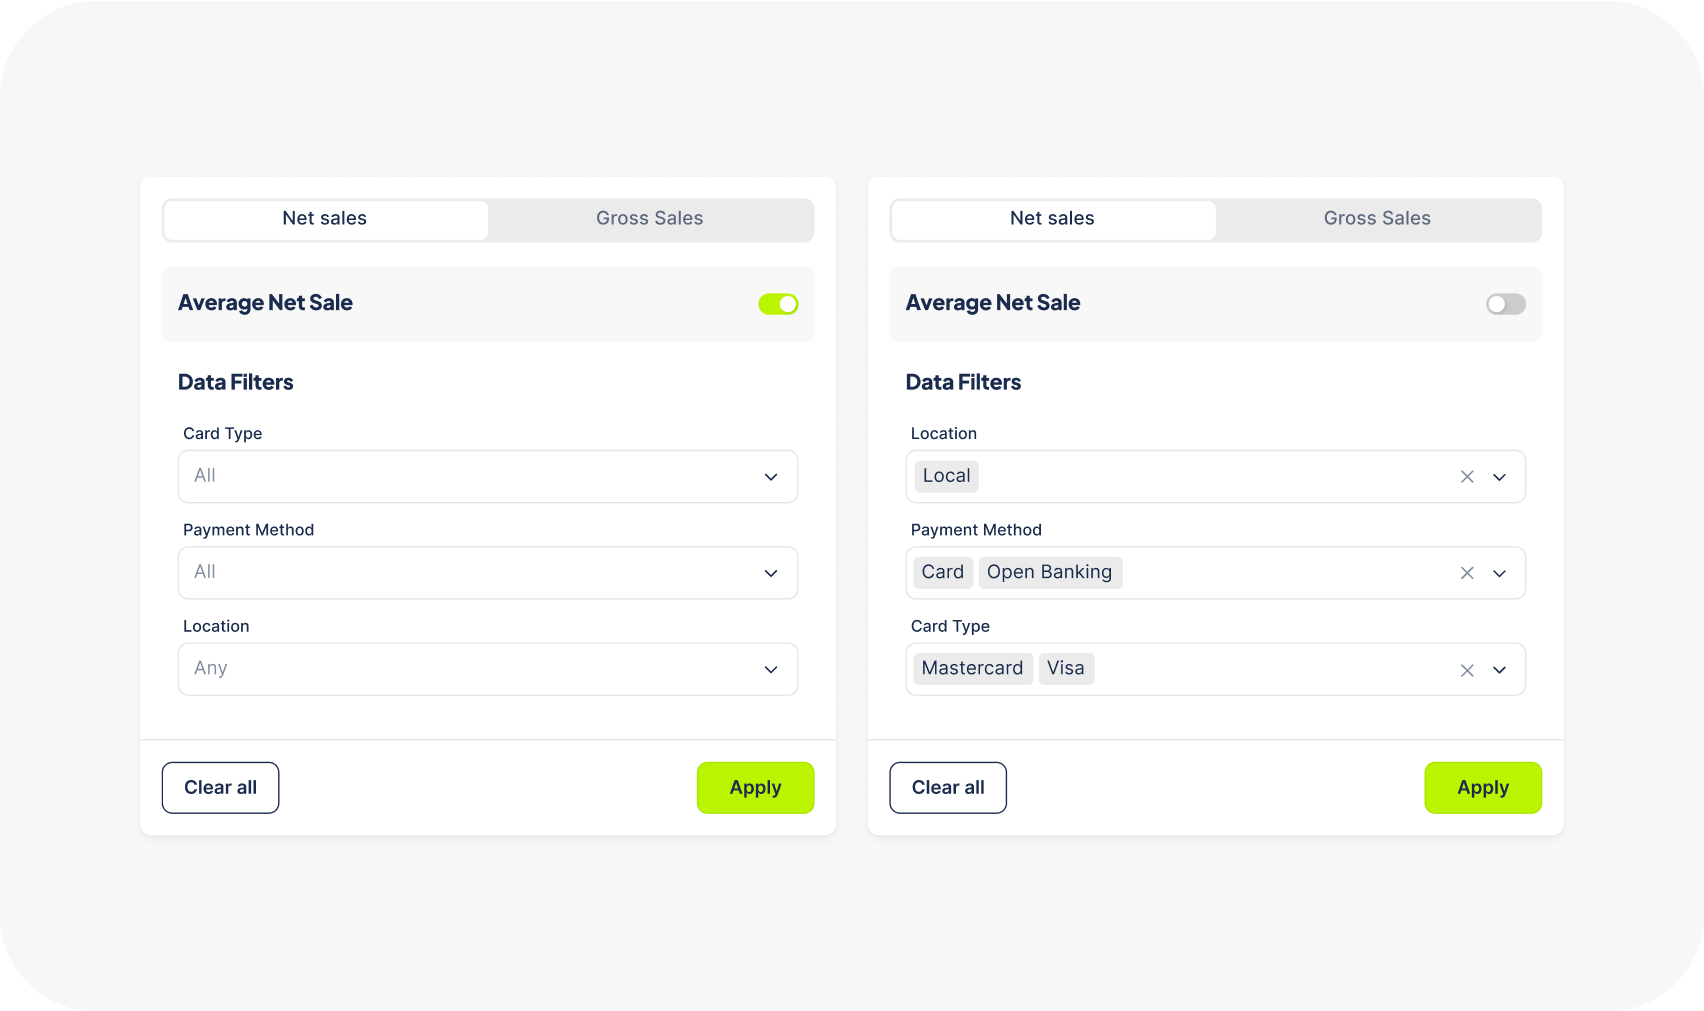 Net sales
Gross Sales
Average Net Sale
Data Filters
Card Type
All
Payment Method
All
Location
Any
Clear all
Apply
Net sales
Gross Sales
Average Net Sale
Data Filters
Location
Local
Payment Method
Card Open Banking
Card Type
Mastercard Visa
Clear all
Apply